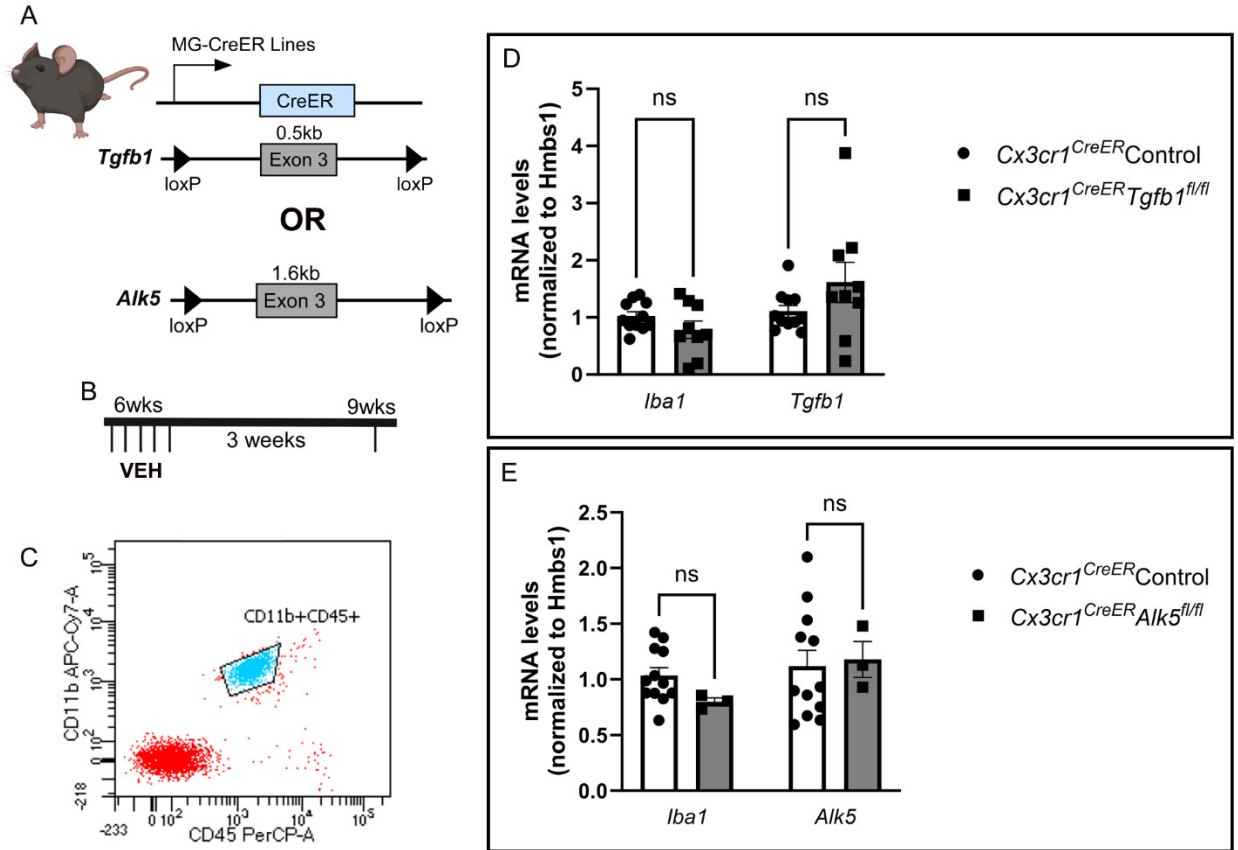 A
MG-CreER Lines
CreER
0.5kb
Tgfb1
Exon 3
loxP
loxP
OR
1.6kb
Alk5
Exon 3
loxP
loxP
B
6wks
9wks
3 weeks
VEH
C
CD11b APC-Cy7-A
10^5
10^4
10^3
10^2
0
-218
CD11b+CD45+
-233
0 10^2
10^3
10^4
10^5
CD45 PerCP-A
D
mRNA levels
(normalized to Hmbs1)
5
4
3
2
1
0
ns
ns
Iba1
Tgfb1
Cx3cr1^CreER Control
Cx3cr1^CreER Tgfb1^fl/fl
E
mRNA levels
(normalized to Hmbs1)
2.5
2.0
1.5
1.0
0.5
0.0
ns
ns
Iba1
Alk5
Cx3cr1^CreER Control
Cx3cr1^CreER Alk5^fl/fl